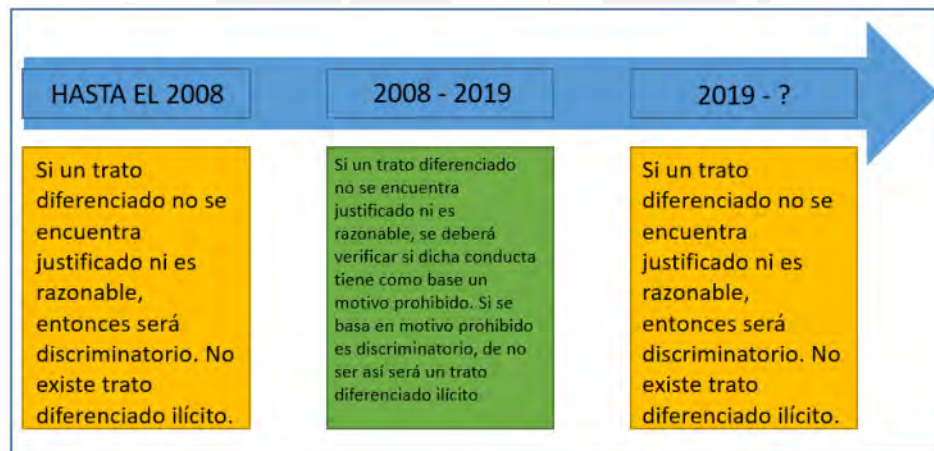 HASTA EL 2008
2008 - 2019
2019 - ?
Si un trato
diferenciado no se
encuentra
justificado ni es
razonable,
entonces será
discriminatorio. No
existe trato
diferenciado ilícito.
Si un trato diferenciado
no se encuentra
justificado ni es
razonable, se deberá
verificar si dicha conducta
tiene como base un
motivo prohibido. Si se
basa en motivo prohibido
es discriminatorio, de no
ser así será un trato
diferenciado ilícito
Si un trato
diferenciado no se
encuentra
justificado ni es
razonable,
entonces será
discriminatorio. No
existe trato
diferenciado ilícito.